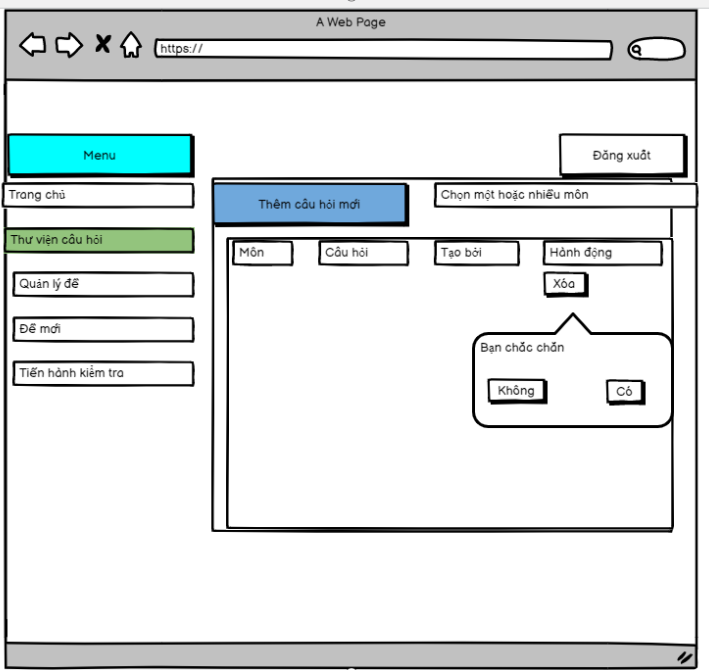 A Web Page
https://
Menu
Đăng xuất
Trang chủ
Thêm câu hỏi mới
Chọn một hoặc nhiều môn
Thư viện câu hỏi
Môn
Câu hỏi
Tạo bởi
Hành động
Quản lý đề
Xóa
Đề mới
Bạn chắc chắn
Tiến hành kiểm tra
Không
Có